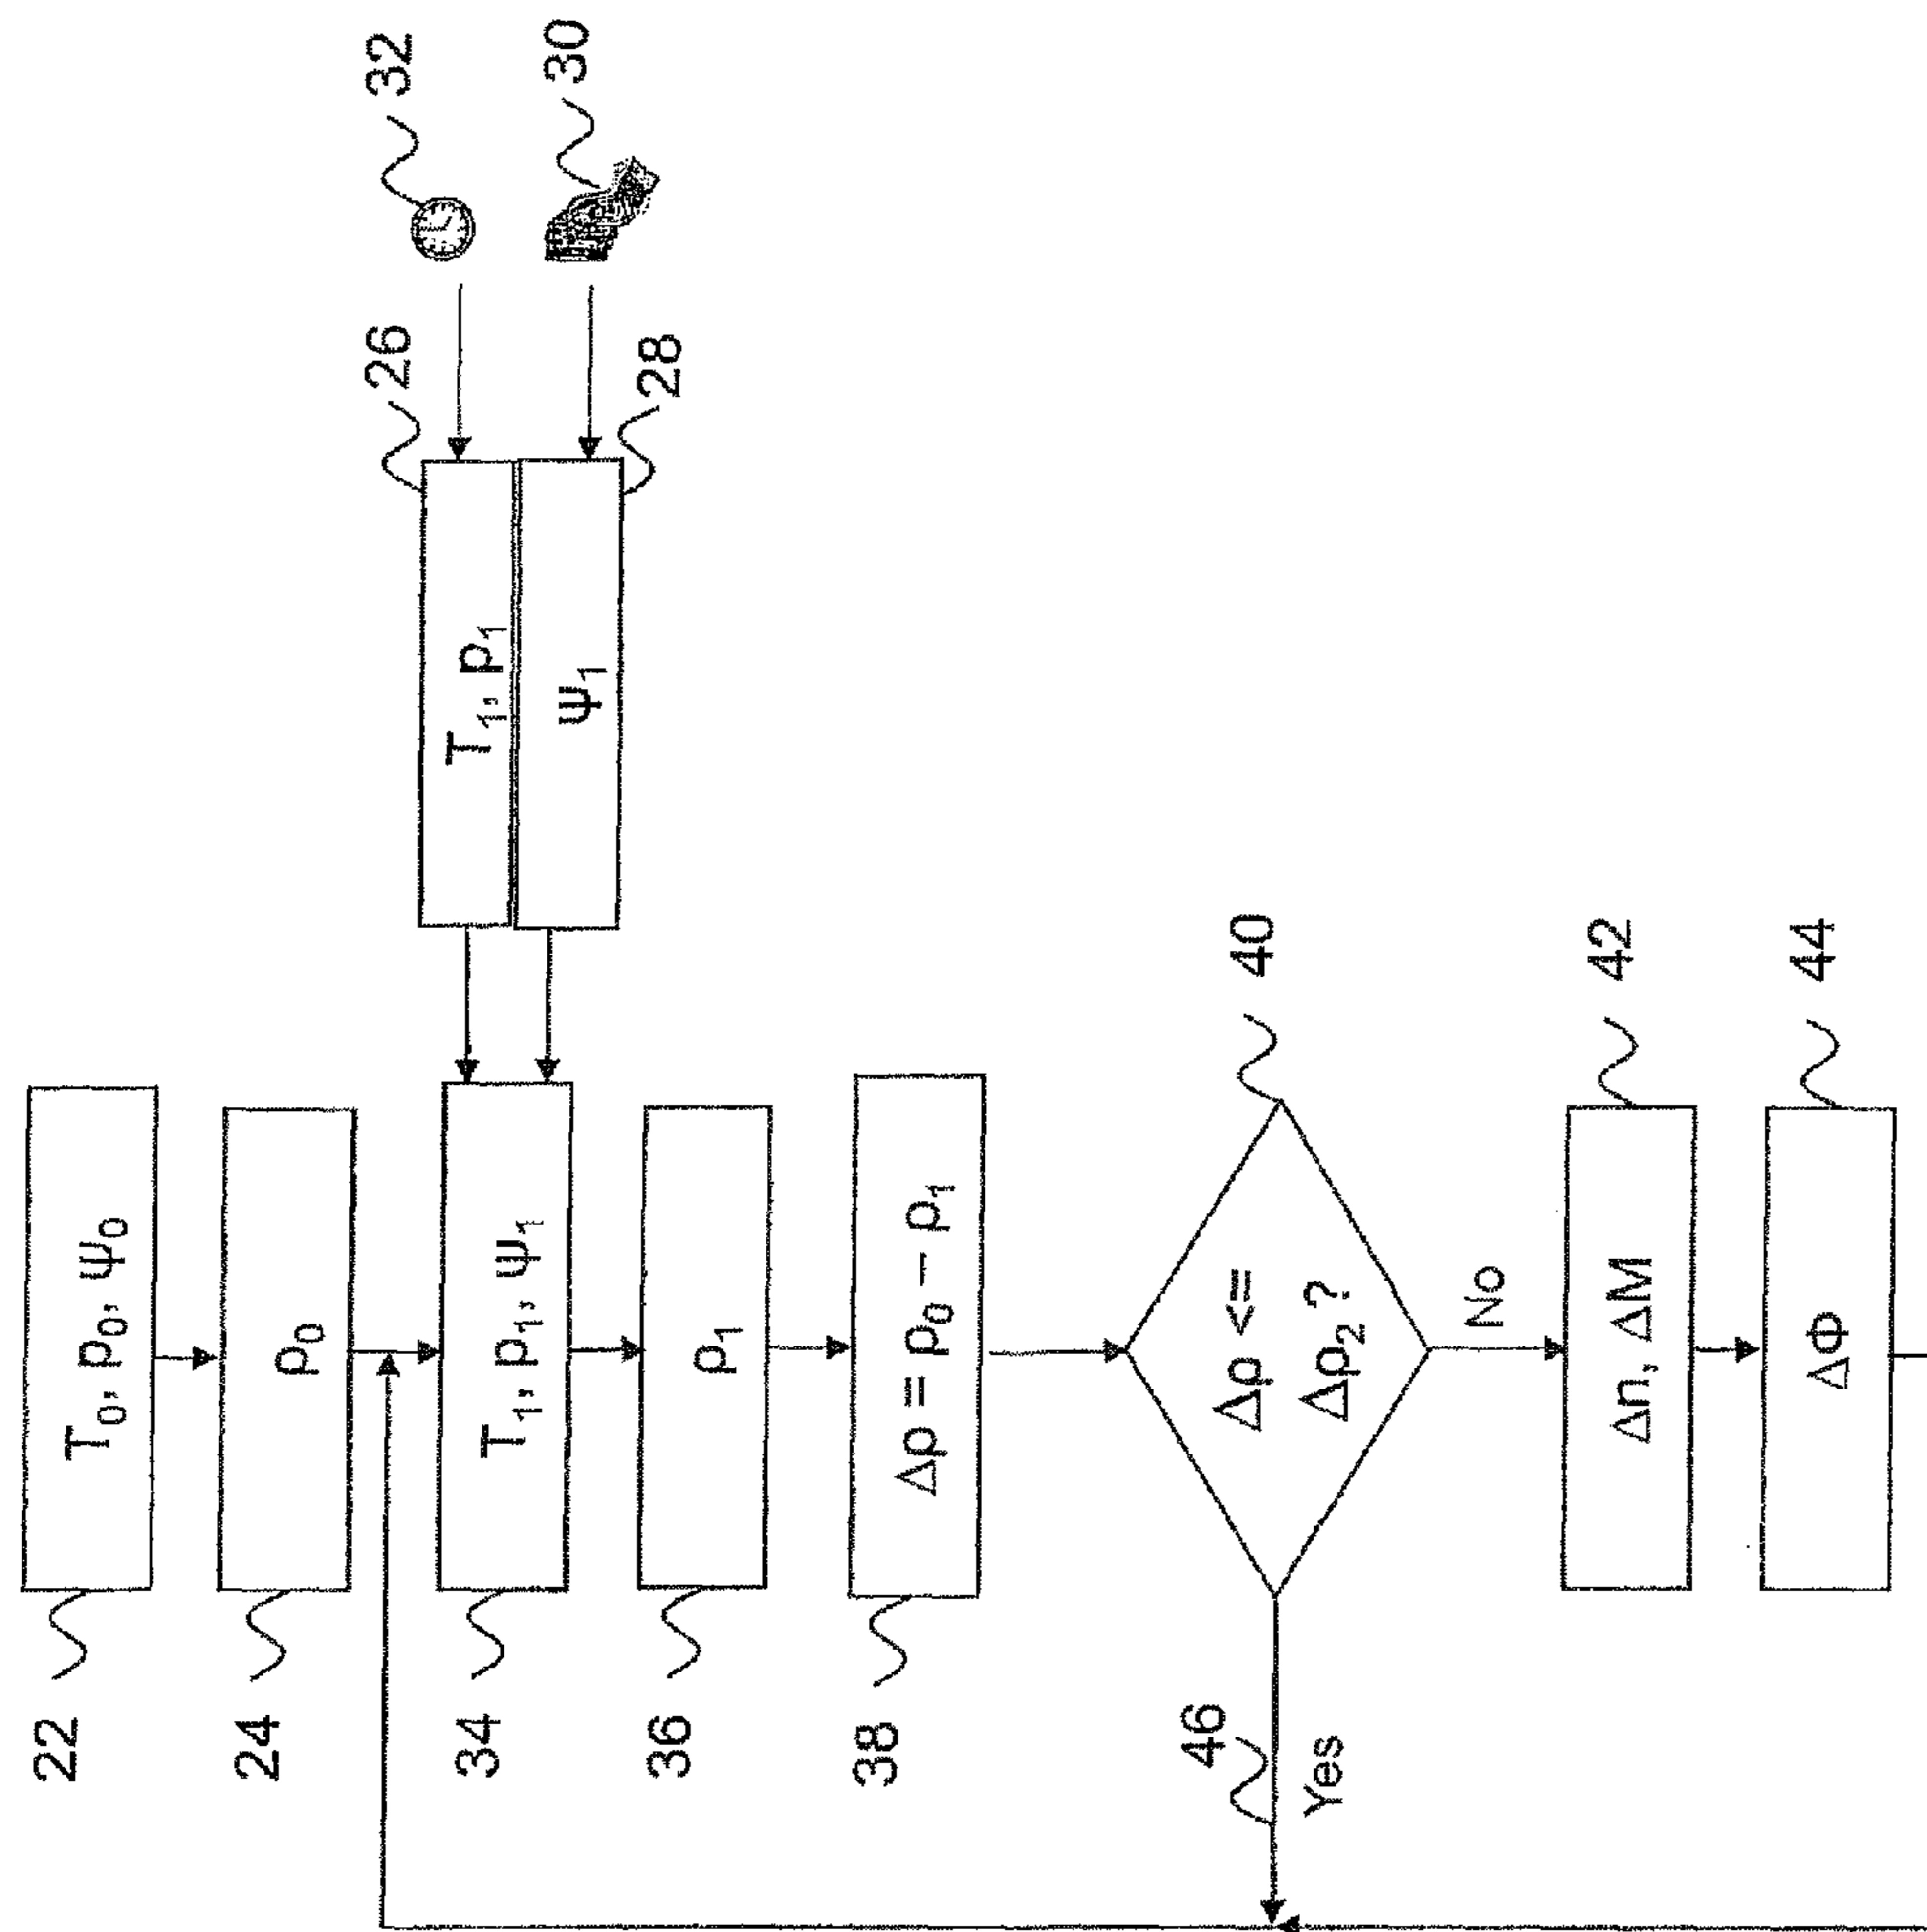 22
T₀, p₀, ψ₀
24
ρ₀
26
32
T₁, p₁
34
T₁, p₁, ψ₁
ψ₁
28
30
36
ρ₁
38
Δρ = ρ₀ – ρ₁
40
Δρ <=
Δρ₂ ?
46
Yes
No
42
Δn, ΔM
44
ΔΦ